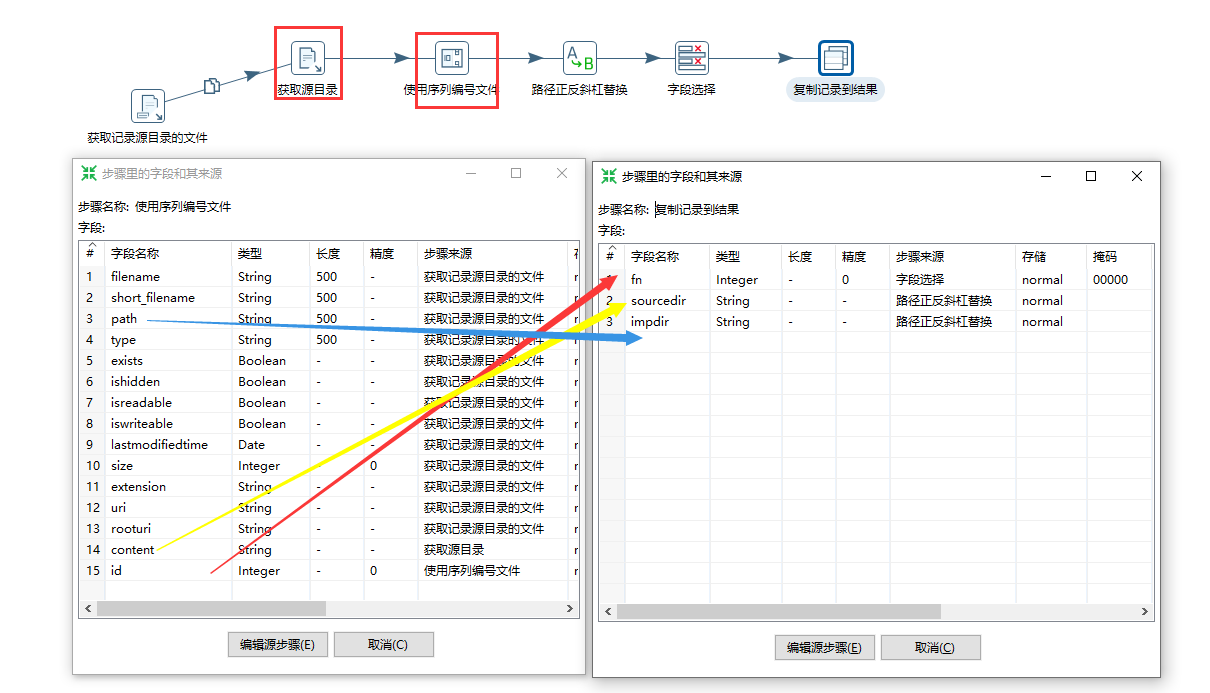 获取源目录
使用序列编号文件
路径正反斜杠替换
字段选择
复制记录到结果
A
B
获取记录源目录的文件
步骤里的字段和其来源
步骤名称: 使用序列编号文件
字段:
# 字段名称 类型 长度 精度 步骤来源
1 filename String 500 - 获取记录源目录的文件
2 short_filename String 500 - 获取记录源目录的文件
3 path String 500 - 获取记录源目录的文件
4 type String 500 - 获取记录源目录的文件
5 exists Boolean - - 获取记录源目录的文件
6 ishidden Boolean - - 获取记录源目录的文件
7 isreadable Boolean - - 获取记录源目录的文件
8 iswriteable Boolean - - 获取记录源目录的文件
9 lastmodifiedtime Date - - 获取记录源目录的文件
10 size Integer - 0 获取记录源目录的文件
11 extension String - - 获取记录源目录的文件
12 uri String - - 获取记录源目录的文件
13 rooturi String - - 获取记录源目录的文件
14 content String - - 获取源目录
15 id Integer - 0 使用序列编号文件
编辑源步骤(E) 取消(C)
步骤里的字段和其来源
步骤名称: 复制记录到结果
字段:
# 字段名称 类型 长度 精度 步骤来源 存储 掩码
1 fn Integer - 0 字段选择 normal 00000
2 sourcedir String - - 路径正反斜杠替换 normal
3 impdir String - - 路径正反斜杠替换 normal
编辑源步骤(E) 取消(C)